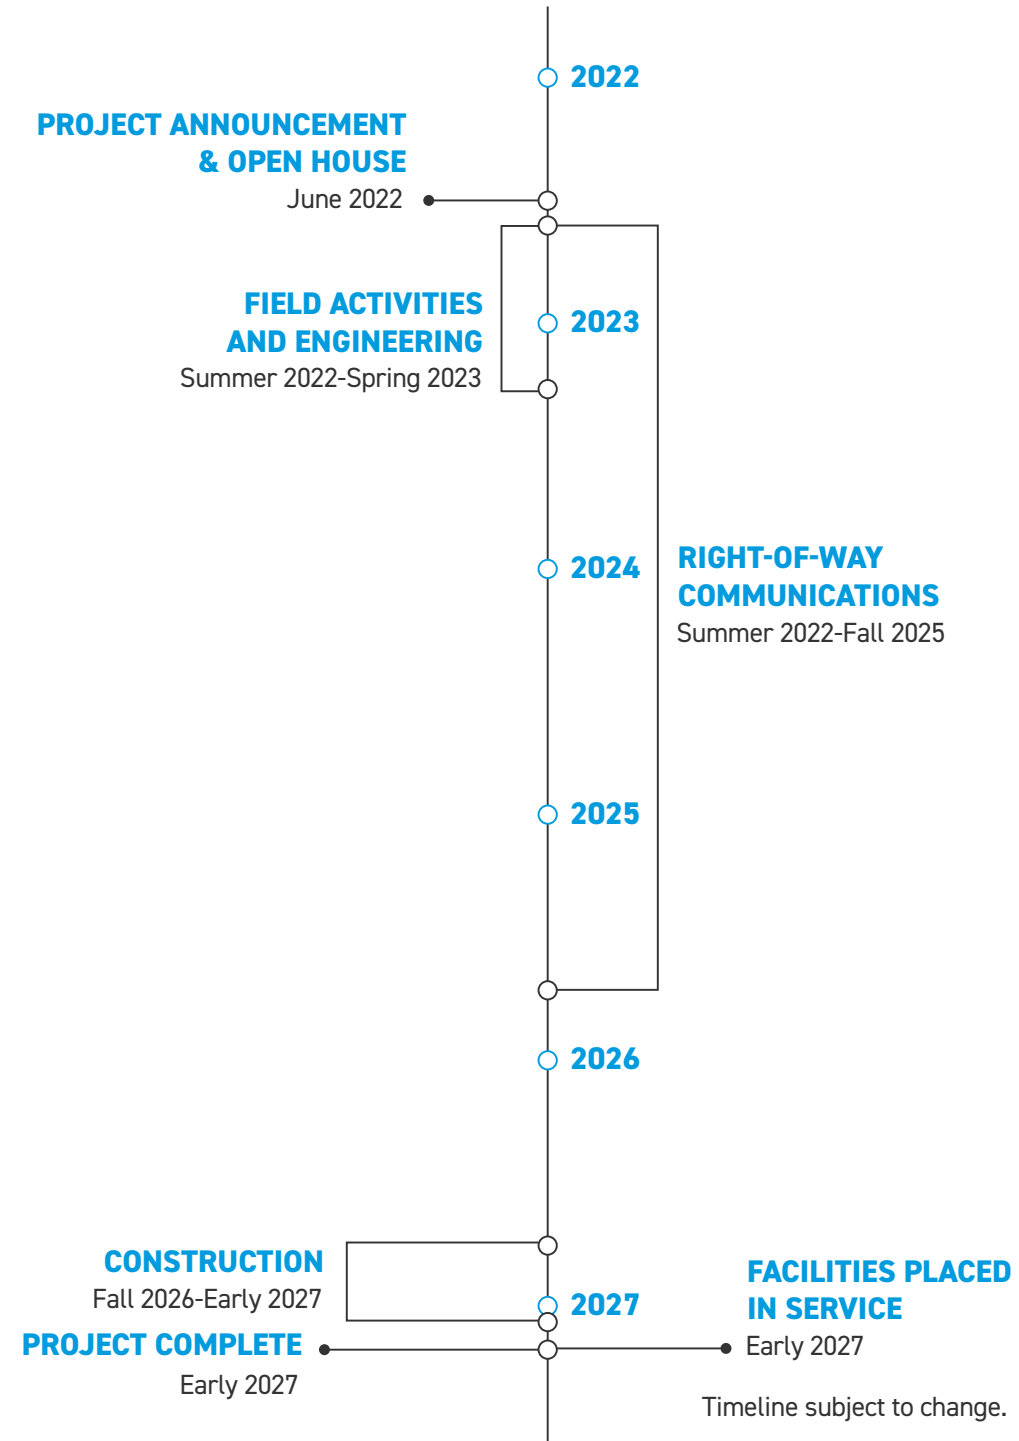 2022
PROJECT ANNOUNCEMENT
& OPEN HOUSE
June 2022
FIELD ACTIVITIES
AND ENGINEERING
Summer 2022-Spring 2023
2023
2024
RIGHT-OF-WAY
COMMUNICATIONS
Summer 2022-Fall 2025
2025
2026
CONSTRUCTION
Fall 2026-Early 2027
2027
FACILITIES PLACED
IN SERVICE
Early 2027
PROJECT COMPLETE
Early 2027
Timeline subject to change.